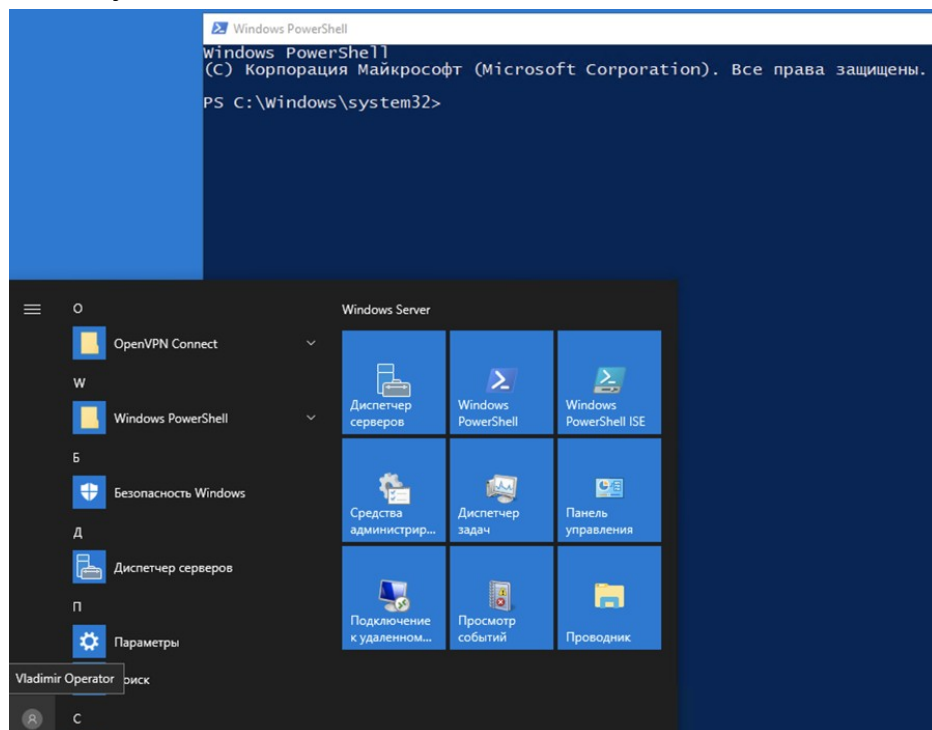 Windows PowerShell
Windows PowerShell
(C) Корпорация Майкрософт (Microsoft Corporation). Все права защищены.
PS C:\Windows\system32>
O
OpenVPN Connect
W
Windows PowerShell
Б
Безопасность Windows
Д
Диспетчер серверов
П
Параметры
Vladimir Operator
оиск
С
Windows Server
Диспетчер
серверов
Windows
PowerShell
Windows
PowerShell ISE
Средства
администрир...
Диспетчер
задач
Панель
управления
Подключение
к удаленном...
Просмотр
событий
Проводник